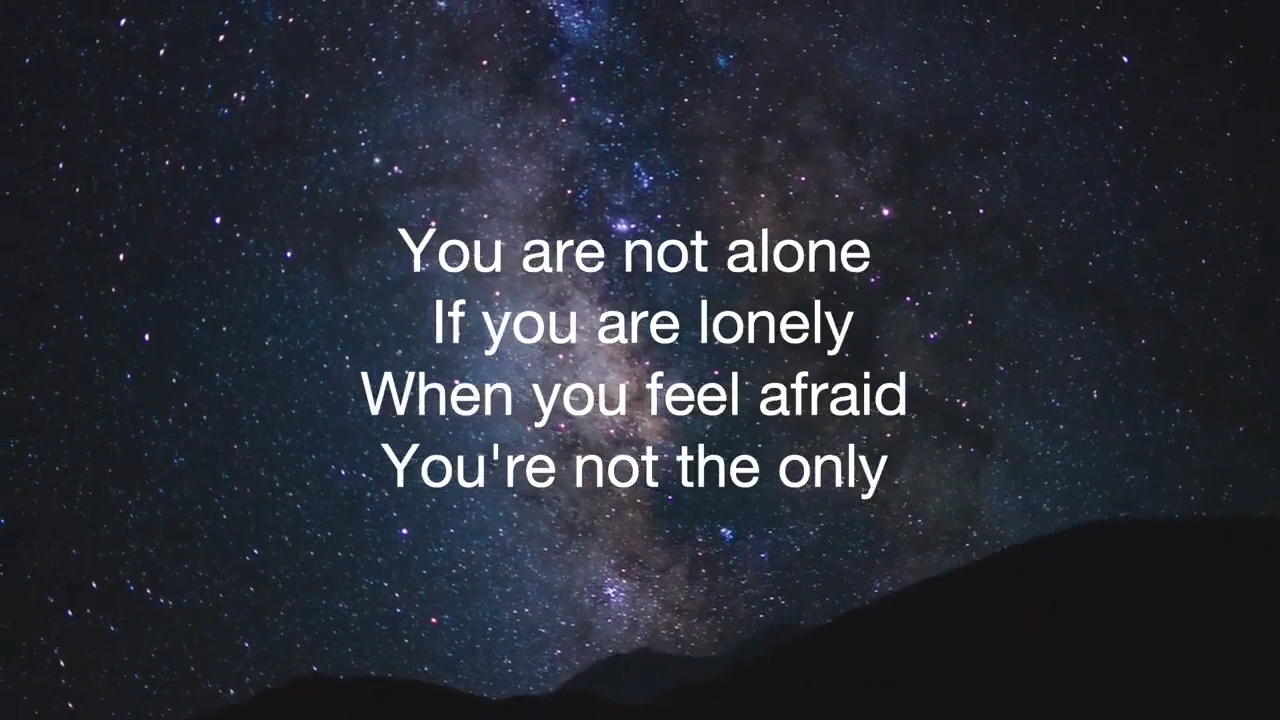 You are not alone
If you are lonely
When you feel afraid
You're not the only